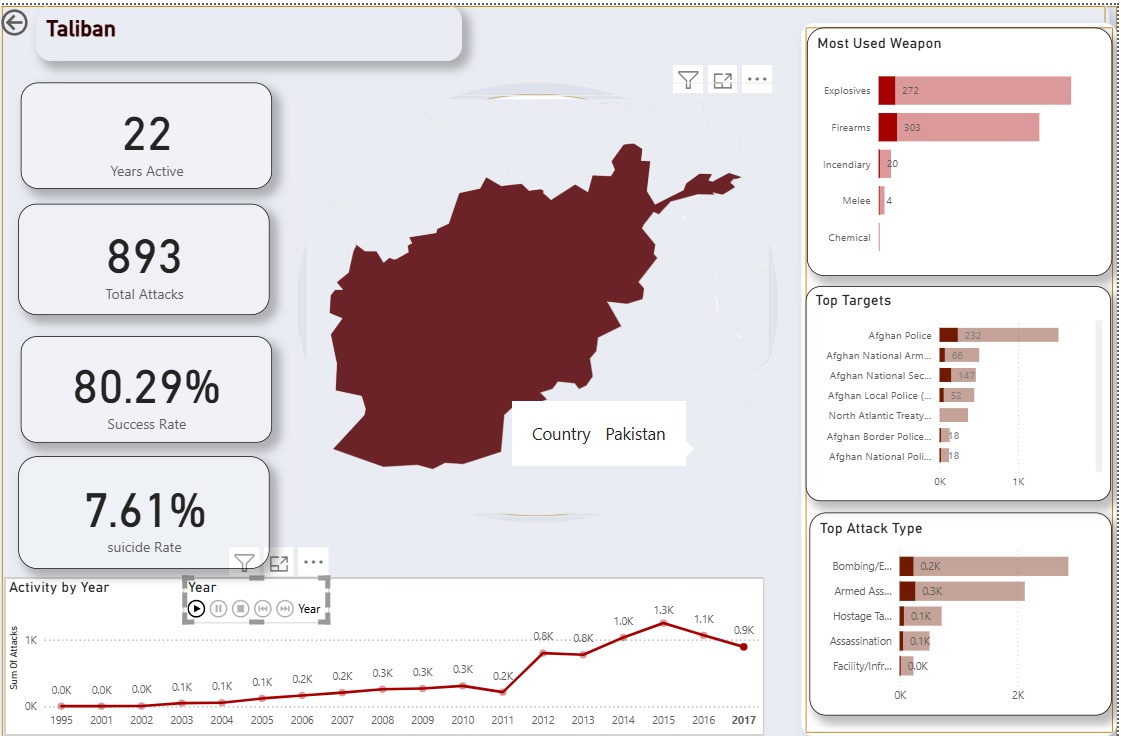 Taliban
22
Years Active
893
Total Attacks
80.29%
Success Rate
7.61%
suicide Rate
Country Pakistan
Most Used Weapon
Explosives 272
Firearms 303
Incendiary 20
Melee 4
Chemical
Top Targets
Afghan Police 232
Afghan National Arm... 66
Afghan National Sec... 147
Afghan Local Police (... 52
North Atlantic Treaty...
Afghan Border Police... 18
Afghan National Poli... 18
0K 1K
Top Attack Type
Bombing/E... 0.2K
Armed Ass... 0.3K
Hostage Ta... 0.1K
Assassination 0.1K
Facility/Infr... 0.0K
0K 2K
Activity by Year
Year
Year
Sum Of Attacks
1K
0K
0.0K 0.0K 0.0K 0.1K 0.1K 0.1K 0.2K 0.2K 0.3K 0.3K 0.3K 0.2K 0.8K 0.8K 1.0K 1.3K 1.1K 0.9K
1995 2001 2002 2003 2004 2005 2006 2007 2008 2009 2010 2011 2012 2013 2014 2015 2016 2017